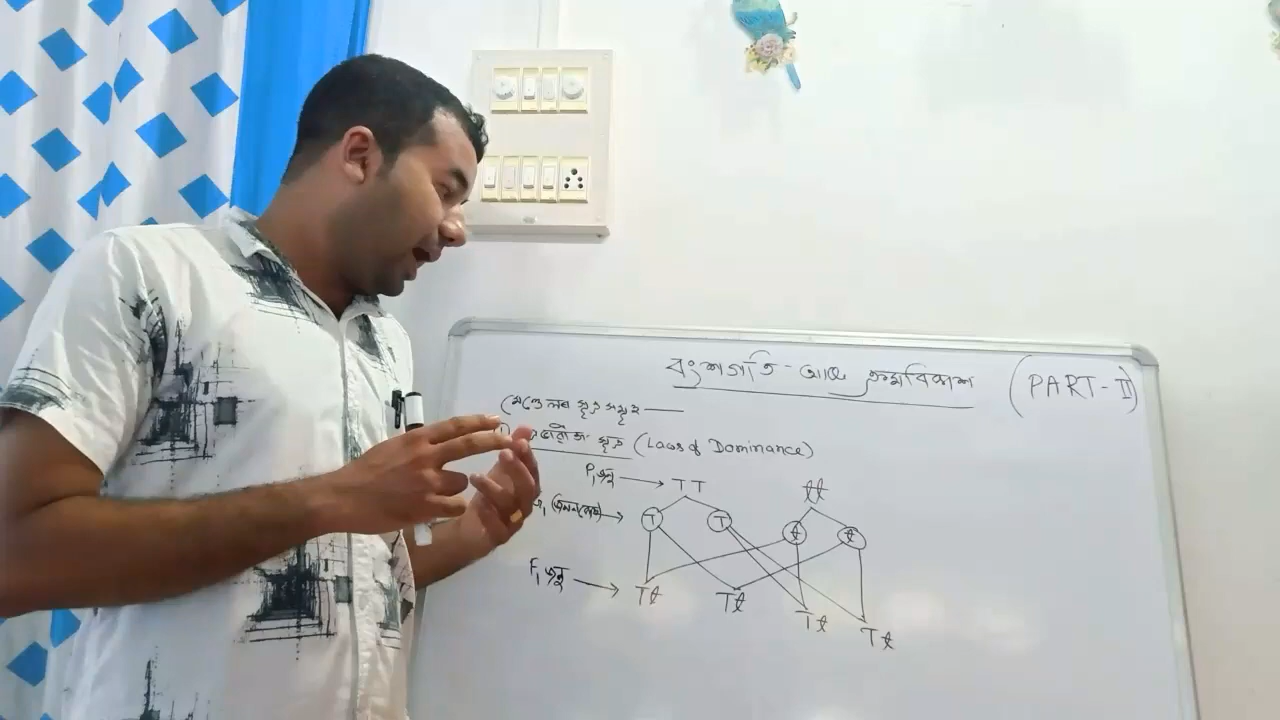 বংশগতি আৰু ক্ৰমবিকাশ (PART-II)
মেণ্ডেলৰ সূত্ৰসমূহ
সূত্ৰ (Laws of Dominance)
P₁ জনু → TT tt
T T t t
F₁ জনু → Tt Tt Tt Tt